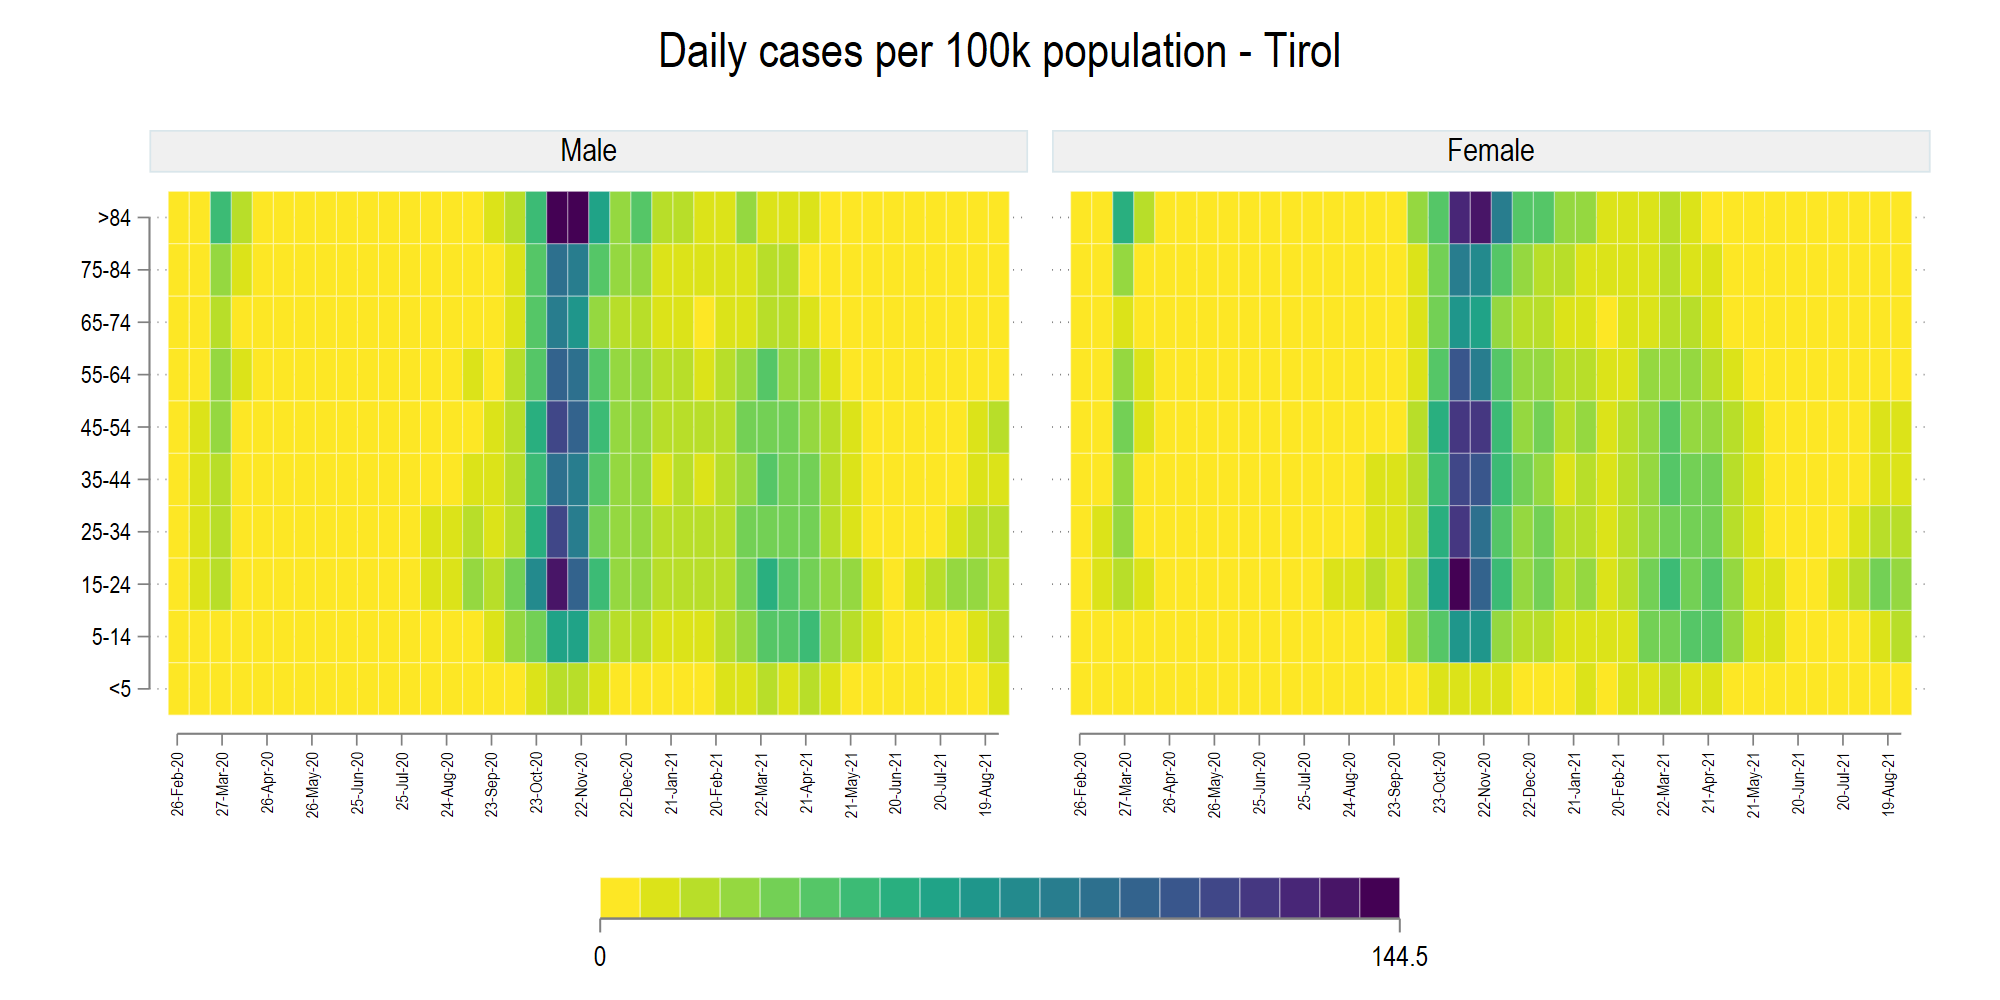 Daily cases per 100k population - Tirol
Male
Female
>84
75-84
65-74
55-64
45-54
35-44
25-34
15-24
5-14
<5
26-Feb-20
27-Mar-20
26-Apr-20
26-May-20
25-Jun-20
25-Jul-20
24-Aug-20
23-Sep-20
23-Oct-20
22-Nov-20
22-Dec-20
21-Jan-21
20-Feb-21
22-Mar-21
21-Apr-21
21-May-21
20-Jun-21
20-Jul-21
19-Aug-21
26-Feb-20
27-Mar-20
26-Apr-20
26-May-20
25-Jun-20
25-Jul-20
24-Aug-20
23-Sep-20
23-Oct-20
22-Nov-20
22-Dec-20
21-Jan-21
20-Feb-21
22-Mar-21
21-Apr-21
21-May-21
20-Jun-21
20-Jul-21
19-Aug-21
0
144.5